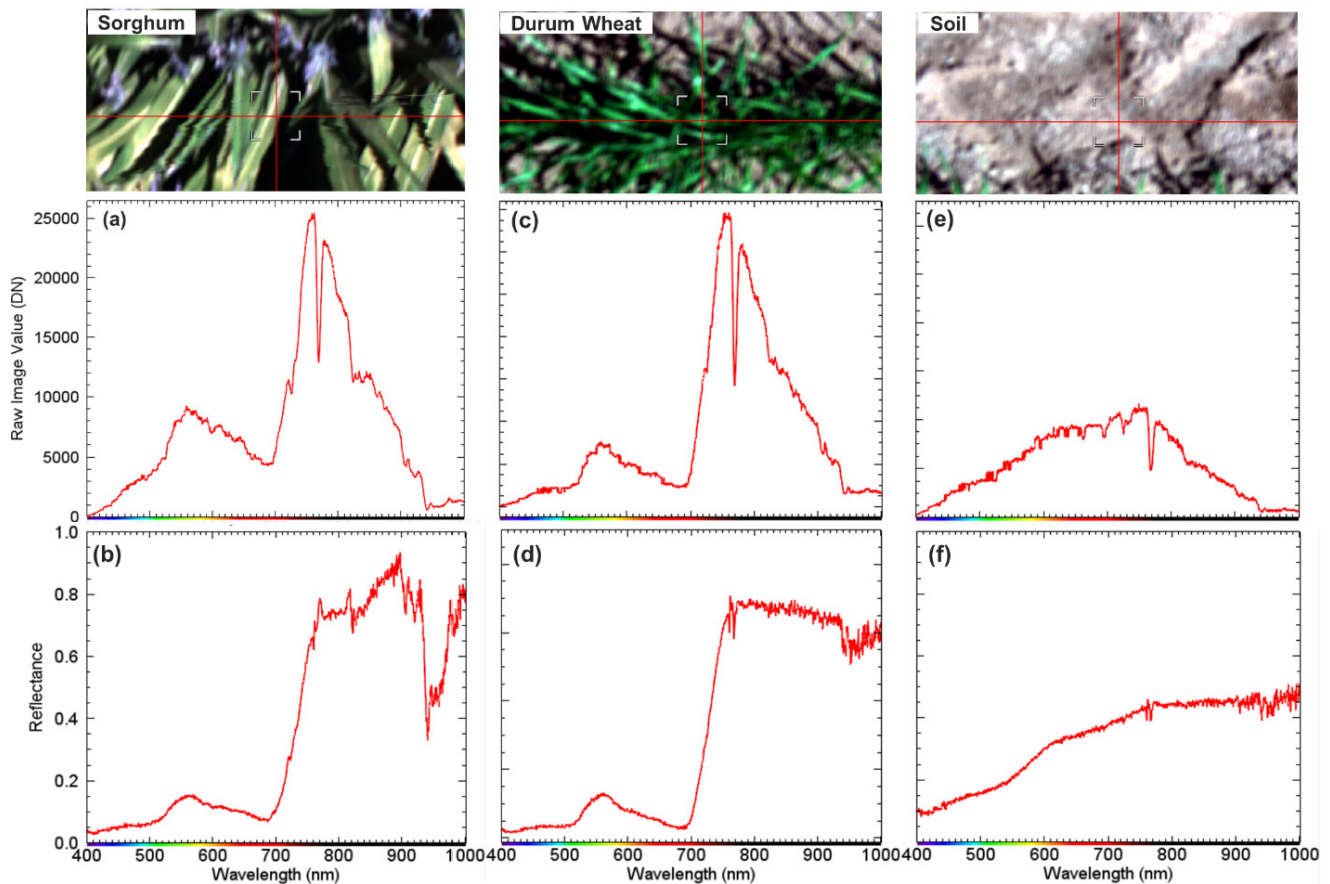 Sorghum
Durum Wheat
Soil
(a)
(c)
(e)
Raw Image Value (DN)
25000
20000
15000
10000
5000
0
(b)
(d)
(f)
Reflectance
1.0
0.8
0.6
0.4
0.2
0.0
400 500 600 700 800 900 1000
400 500 600 700 800 900 1000
400 500 600 700 800 900 1000
Wavelength (nm)
Wavelength (nm)
Wavelength (nm)